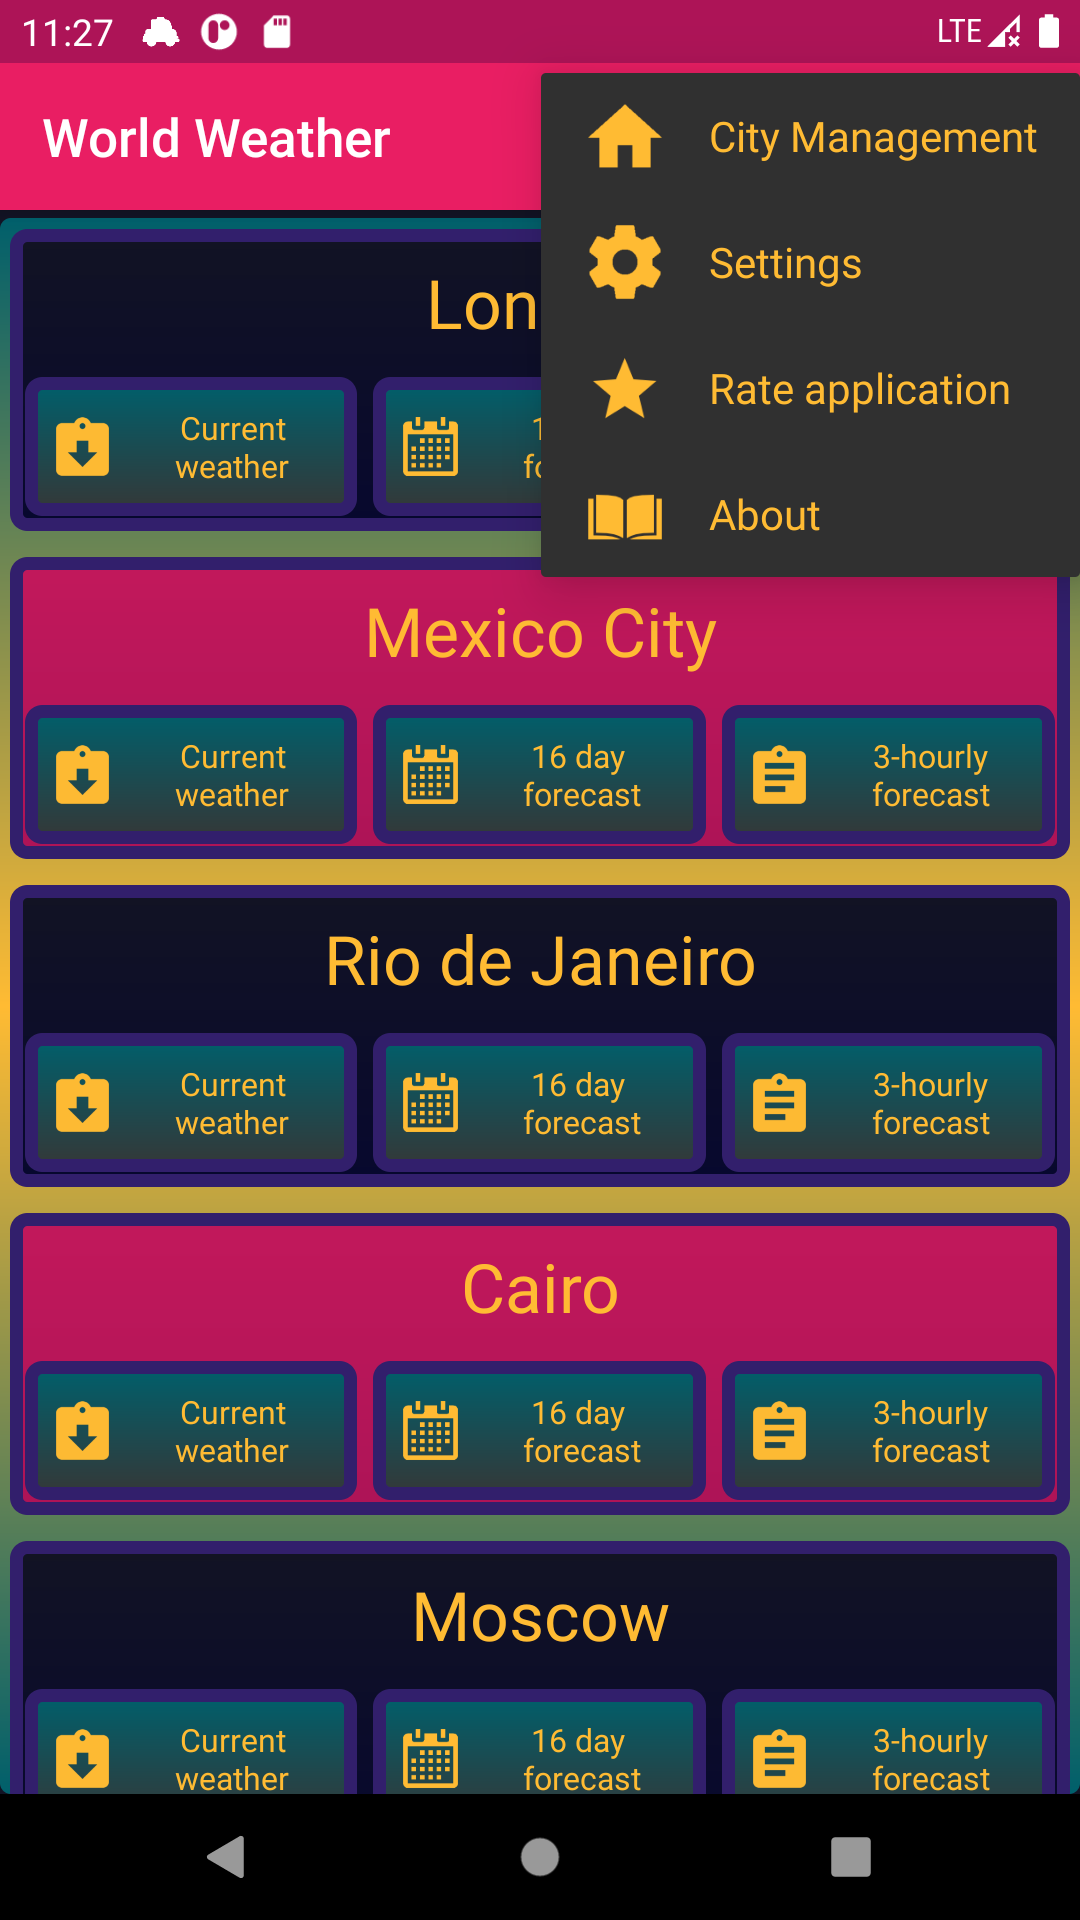 11:27
LTE
World Weather
City Management
Settings
Rate application
About
Lon
Current
weather
Mexico City
Current
weather
16 day
forecast
3-hourly
forecast
Rio de Janeiro
Current
weather
16 day
forecast
3-hourly
forecast
Cairo
Current
weather
16 day
forecast
3-hourly
forecast
Moscow
Current
weather
16 day
forecast
3-hourly
forecast